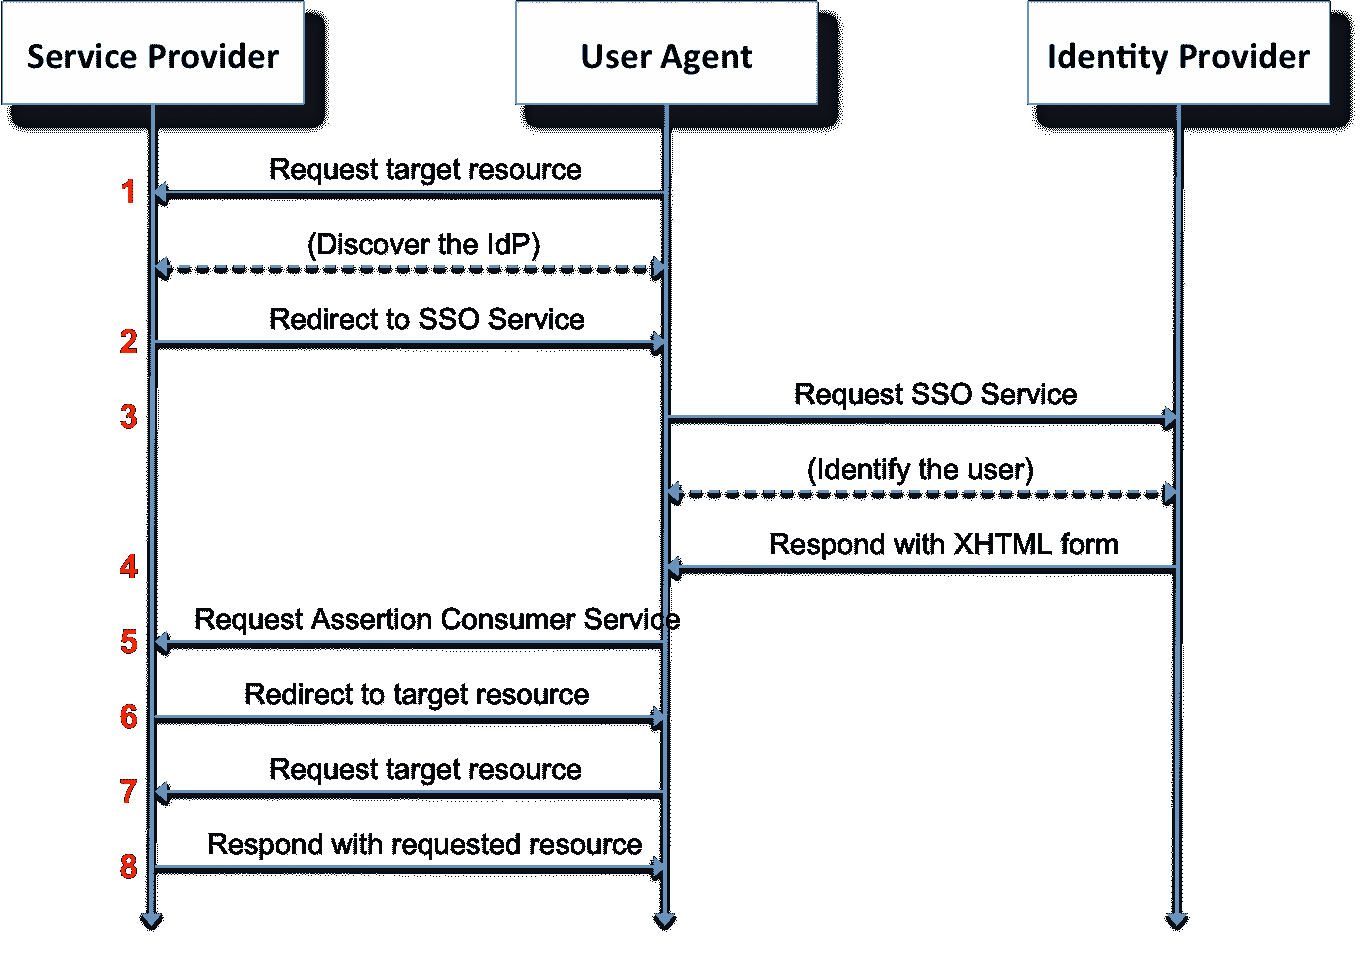 Service Provider
User Agent
Identity Provider
Request target resource
1
(Discover the IdP)
Redirect to SSO Service
2
Request SSO Service
3
(Identify the user)
Respond with XHTML form
4
Request Assertion Consumer Service
5
Redirect to target resource
6
Request target resource
7
Respond with requested resource
8